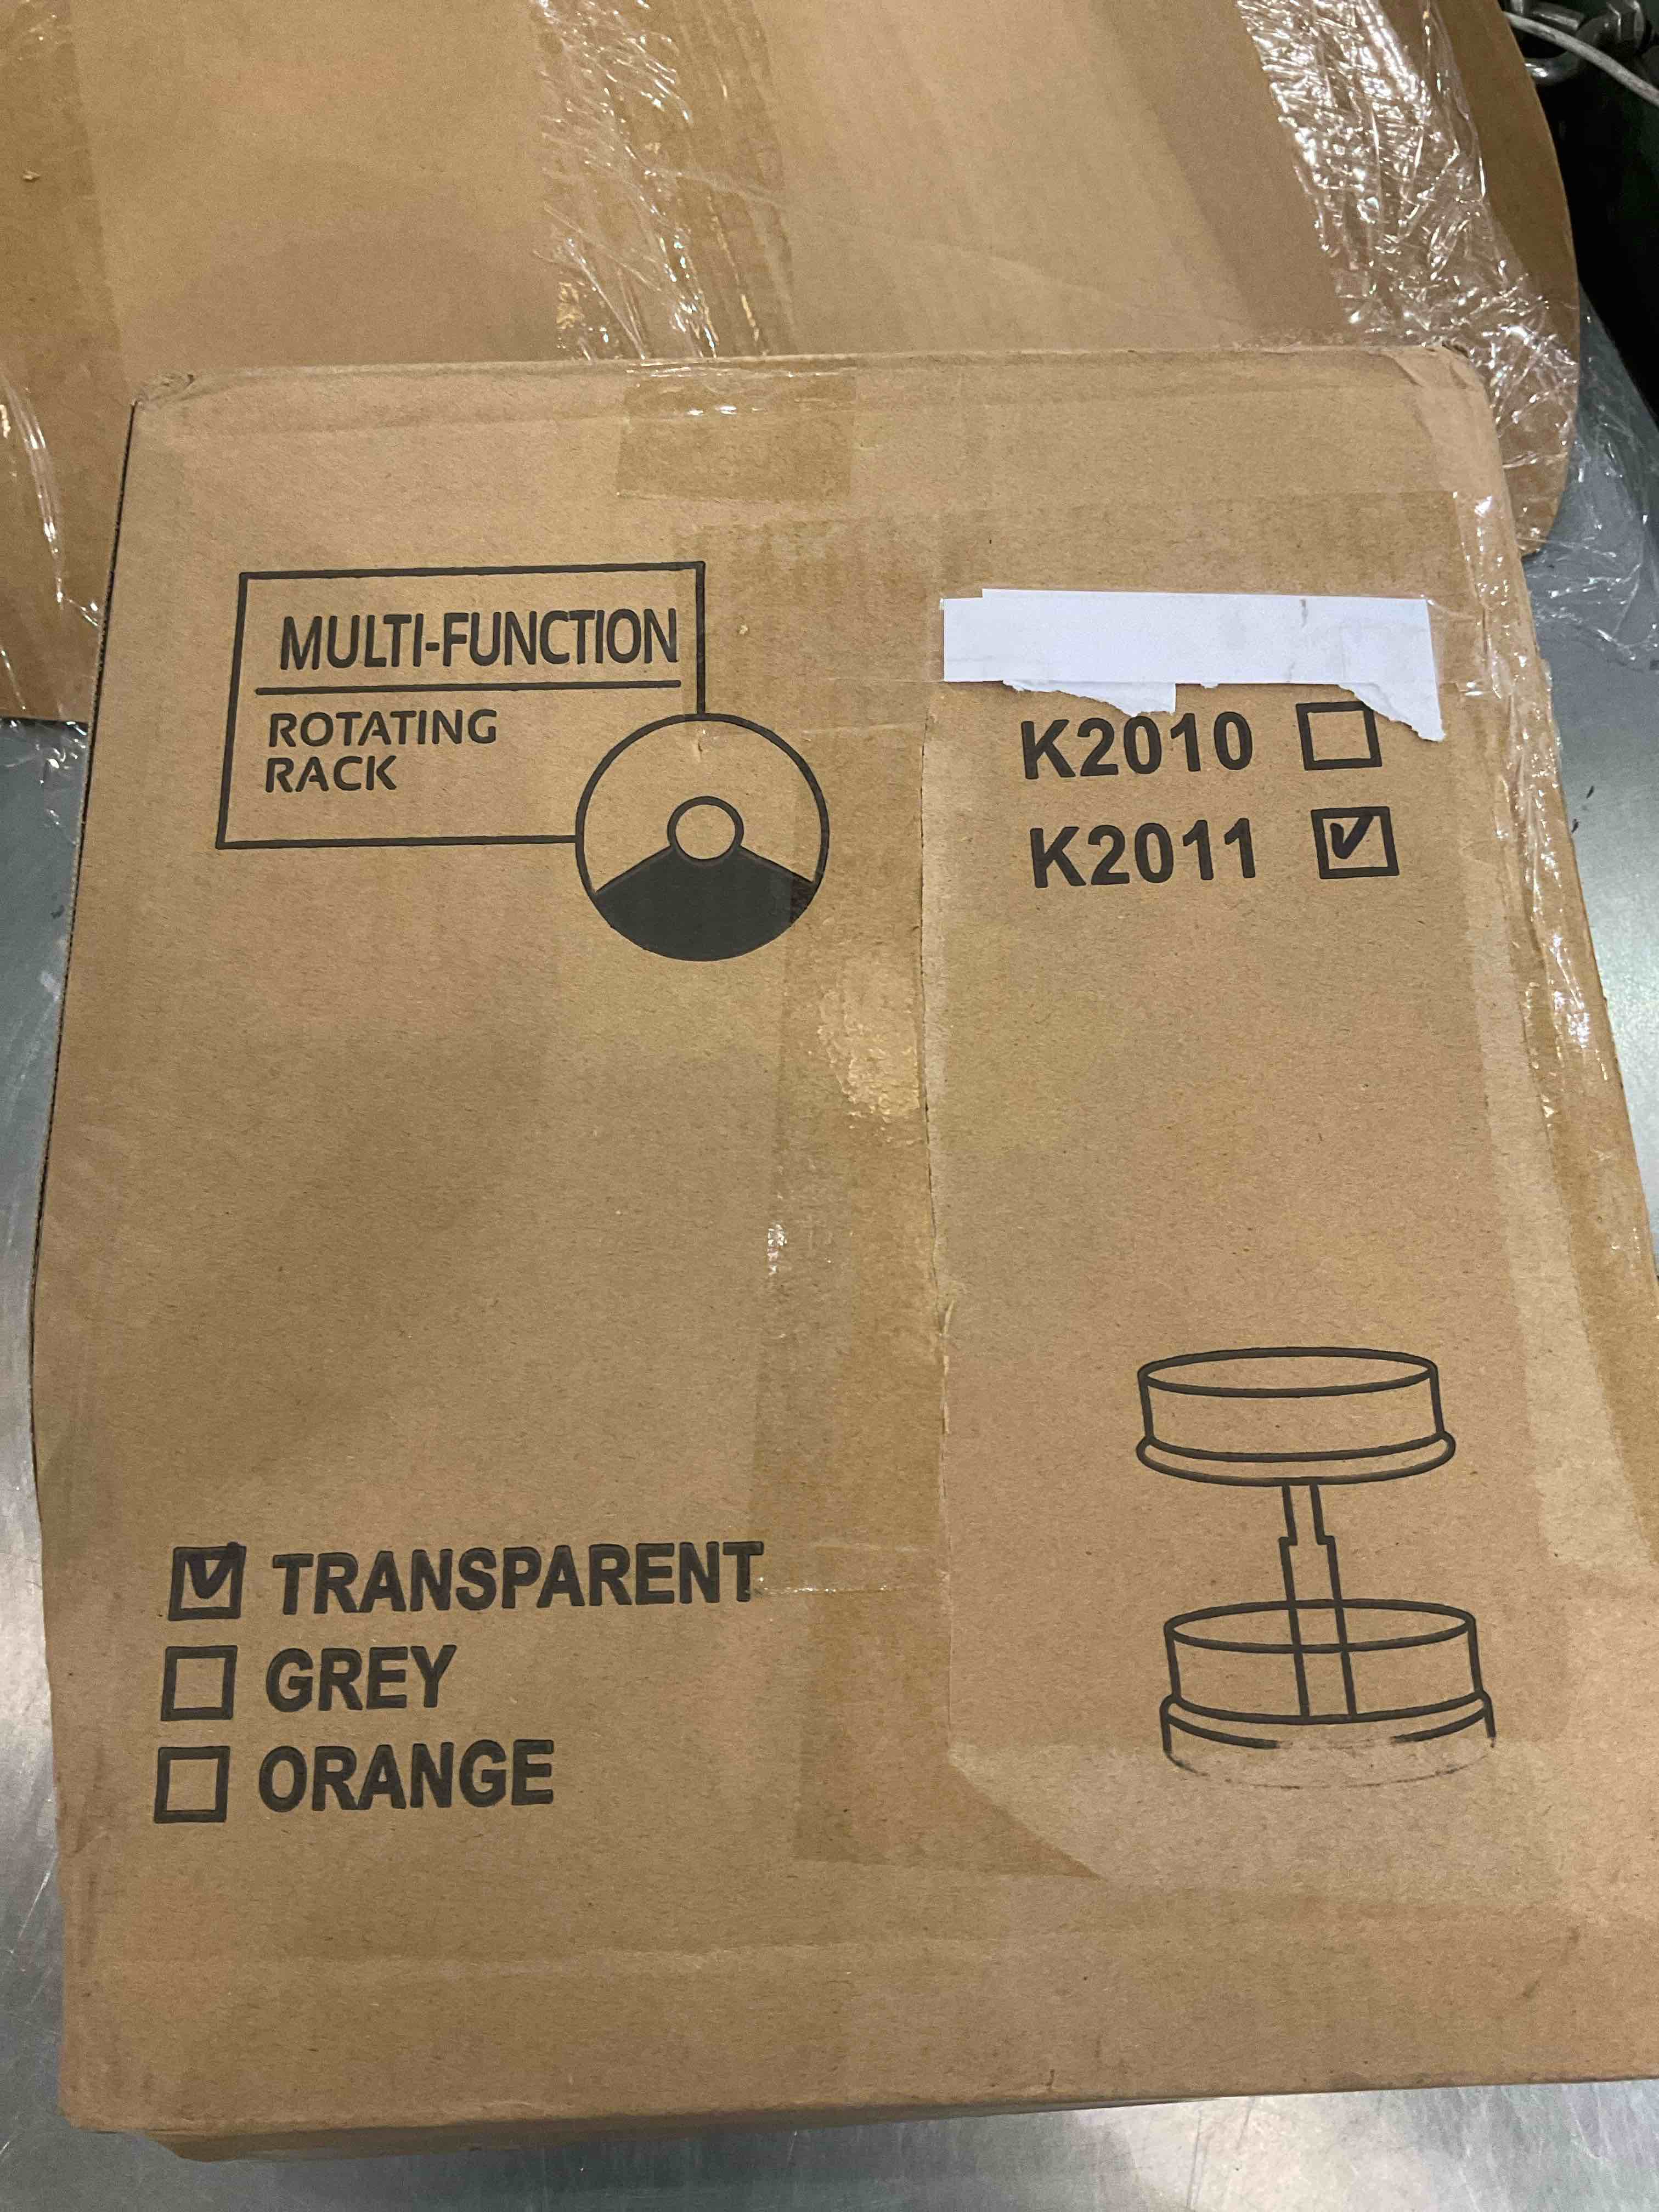 MULTI-FUNCTION
ROTATING
RACK
K2010
K2011
TRANSPARENT
GREY
ORANGE